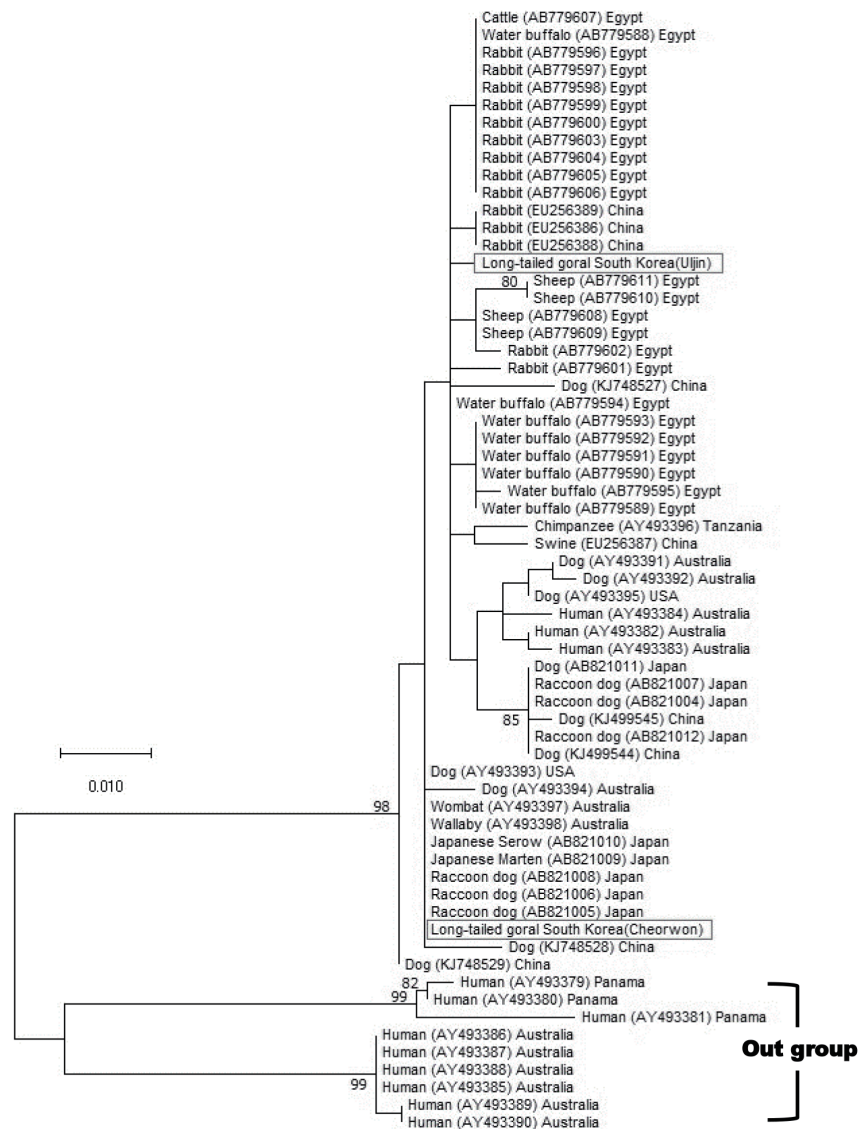 Cattle (AB779607) Egypt
Water buffalo (AB779588) Egypt
Rabbit (AB779596) Egypt
Rabbit (AB779597) Egypt
Rabbit (AB779598) Egypt
Rabbit (AB779599) Egypt
Rabbit (AB779600) Egypt
Rabbit (AB779603) Egypt
Rabbit (AB779604) Egypt
Rabbit (AB779605) Egypt
Rabbit (AB779606) Egypt
Rabbit (EU256389) China
Rabbit (EU256386) China
Rabbit (EU256388) China
Long-tailed goral South Korea(Uljin)
80
Sheep (AB779611) Egypt
Sheep (AB779610) Egypt
Sheep (AB779608) Egypt
Sheep (AB779609) Egypt
Rabbit (AB779602) Egypt
Rabbit (AB779601) Egypt
Dog (KJ748527) China
Water buffalo (AB779594) Egypt
Water buffalo (AB779593) Egypt
Water buffalo (AB779592) Egypt
Water buffalo (AB779591) Egypt
Water buffalo (AB779590) Egypt
Water buffalo (AB779595) Egypt
Water buffalo (AB779589) Egypt
Chimpanzee (AY493396) Tanzania
Swine (EU256387) China
Dog (AY493391) Australia
Dog (AY493392) Australia
Dog (AY493395) USA
Human (AY493384) Australia
Human (AY493382) Australia
Human (AY493383) Australia
Dog (AB821011) Japan
Raccoon dog (AB821007) Japan
Raccoon dog (AB821004) Japan
85
Dog (KJ499545) China
Raccoon dog (AB821012) Japan
Dog (KJ499544) China
0.010
Dog (AY493393) USA
Dog (AY493394) Australia
98
Wombat (AY493397) Australia
Wallaby (AY493398) Australia
Japanese Serow (AB821010) Japan
Japanese Marten (AB821009) Japan
Raccoon dog (AB821008) Japan
Raccoon dog (AB821006) Japan
Raccoon dog (AB821005) Japan
Long-tailed goral South Korea(Cheorwon)
Dog (KJ748528) China
Dog (KJ748529) China
82
Human (AY493379) Panama
99
Human (AY493380) Panama
Human (AY493381) Panama
Human (AY493386) Australia
Human (AY493387) Australia
Out group
Human (AY493388) Australia
99
Human (AY493385) Australia
Human (AY493389) Australia
Human (AY493390) Australia